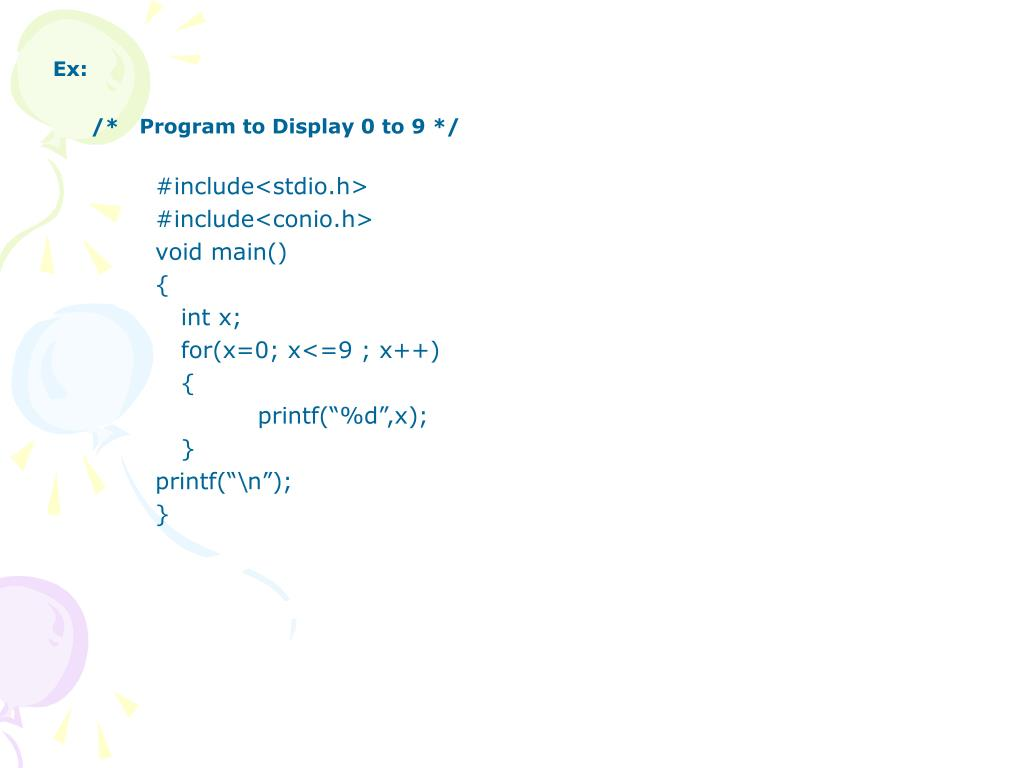 Ex:
/* Program to Display 0 to 9 */
#include<stdio.h>
#include<conio.h>
void main()
{
int x;
for(x=0; x<=9 ; x++)
{
printf(“%d”,x);
}
printf(“\n”);
}